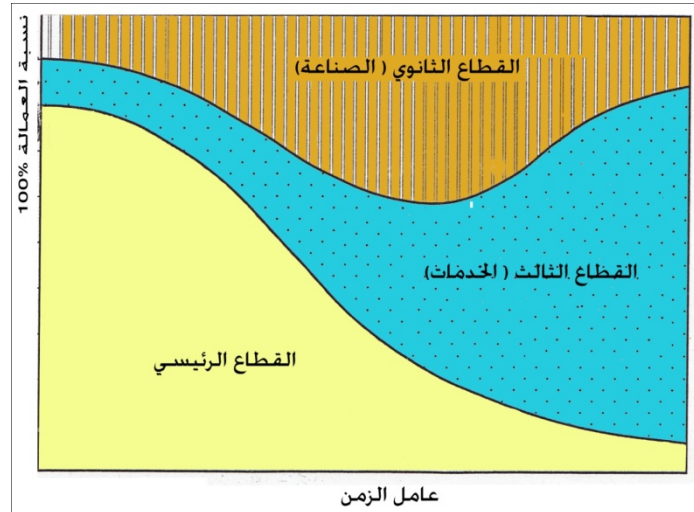 نسبة العمالة 100%
القطاع الثانوي ( الصناعة)
القطاع الثالث ( الخدمات)
القطاع الرئيسي
عامل الزمن